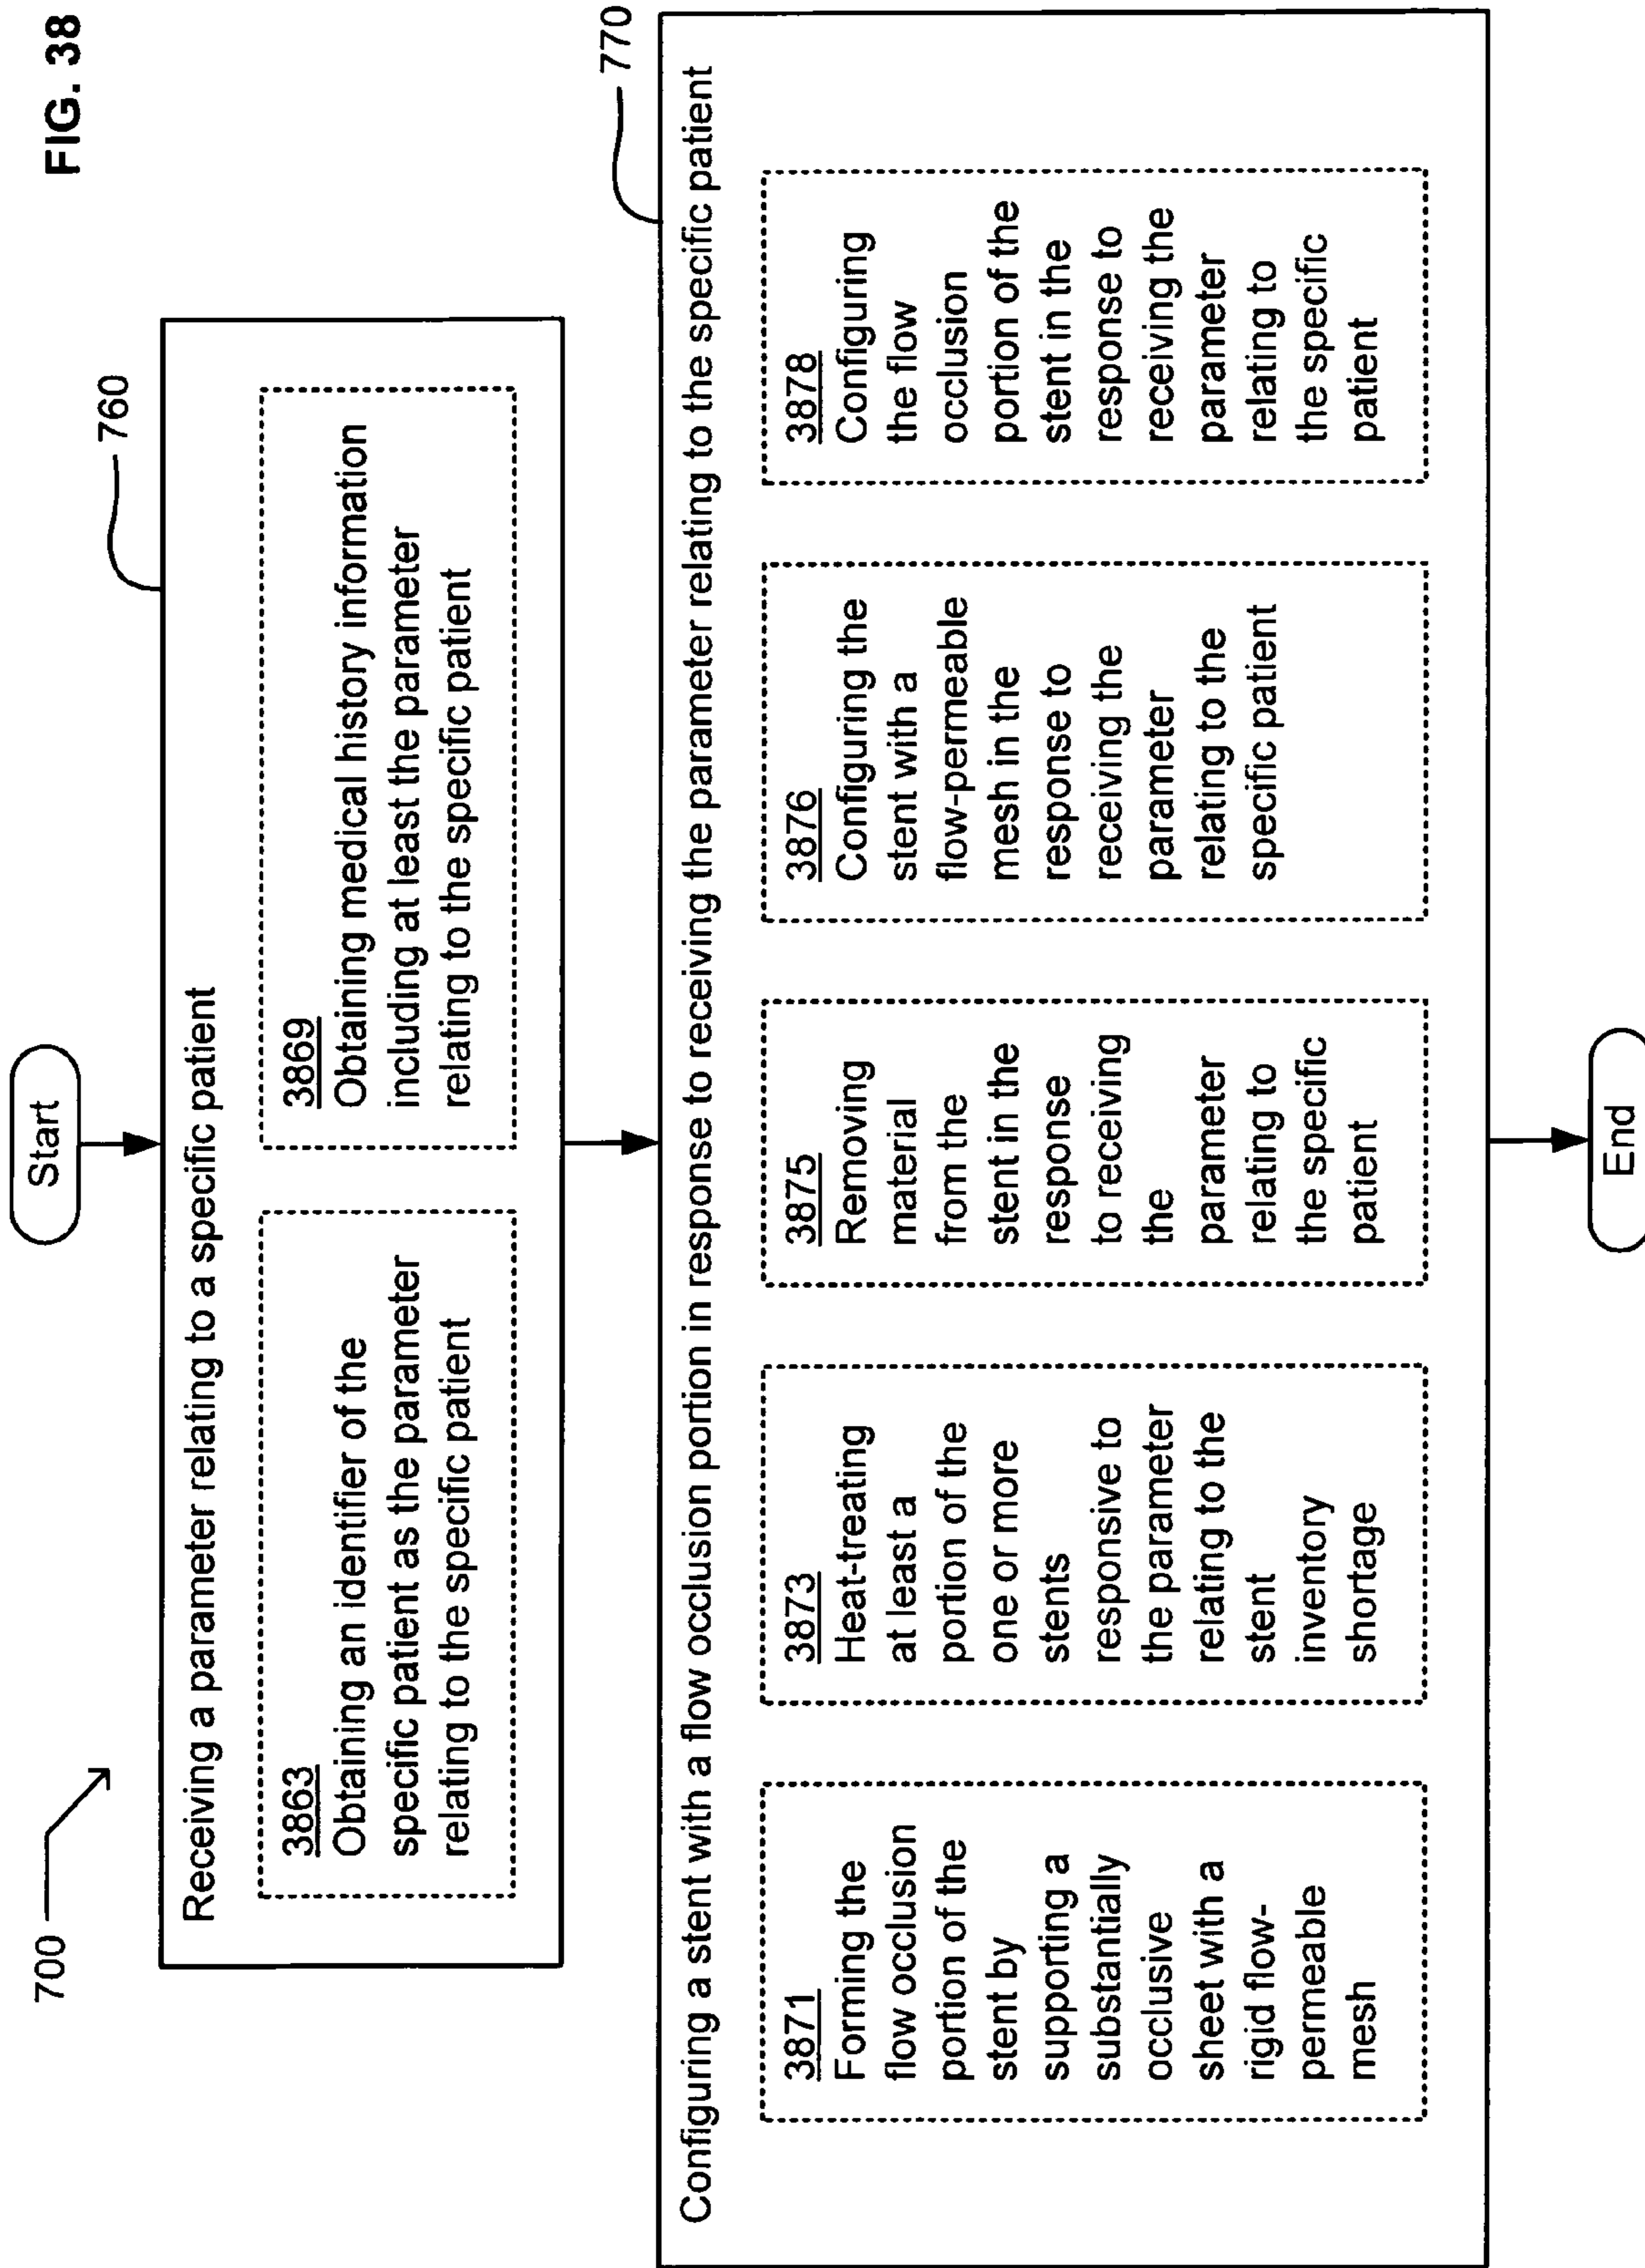 FIG. 38
700
Start
760
Receiving a parameter relating to a specific patient
3863
Obtaining an identifier of the
specific patient as the parameter
relating to the specific patient
3869
Obtaining medical history information
including at least the parameter
relating to the specific patient
770
Configuring a stent with a flow occlusion portion in response to receiving the parameter relating to the specific patient
3871
Forming the
flow occlusion
portion of the
stent by
supporting a
substantially
occlusive
sheet with a
rigid flow-
permeable
mesh
3873
Heat-treating
at least a
portion of the
one or more
stents
responsive to
the parameter
relating to the
stent
inventory
shortage
3875
Removing
material
from the
stent in the
response
to receiving
the
parameter
relating to
the specific
patient
3876
Configuring the
stent with a
flow-permeable
mesh in the
response to
receiving the
parameter
relating to the
specific patient
3878
Configuring
the flow
occlusion
portion of the
stent in the
response to
receiving the
parameter
relating to
the specific
patient
End